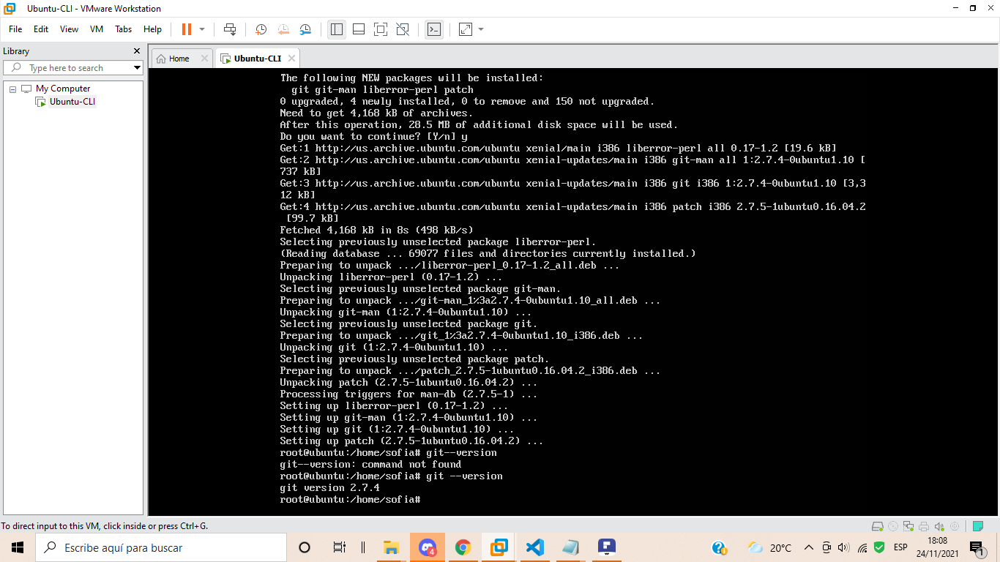 Ubuntu-CLI - VMware Workstation
File Edit View VM Tabs Help
Library
Type here to search
My Computer
Ubuntu-CLI
Home
Ubuntu-CLI
The following NEW packages will be installed:
  git git-man liberror-perl patch
0 upgraded, 4 newly installed, 0 to remove and 150 not upgraded.
Need to get 4,168 kB of archives.
After this operation, 28.5 MB of additional disk space will be used.
Do you want to continue? [Y/n] y
Get:1 http://us.archive.ubuntu.com/ubuntu xenial/main i386 liberror-perl all 0.17-1.2 [19.6 kB]
Get:2 http://us.archive.ubuntu.com/ubuntu xenial-updates/main i386 git-man all 1:2.7.4-0ubuntu1.10 [
737 kB]
Get:3 http://us.archive.ubuntu.com/ubuntu xenial-updates/main i386 git i386 1:2.7.4-0ubuntu1.10 [3,3
12 kB]
Get:4 http://us.archive.ubuntu.com/ubuntu xenial-updates/main i386 patch i386 2.7.5-1ubuntu0.16.04.2
 [99.7 kB]
Fetched 4,168 kB in 8s (498 kB/s)
Selecting previously unselected package liberror-perl.
(Reading database ... 69077 files and directories currently installed.)
Preparing to unpack .../liberror-perl_0.17-1.2_all.deb ...
Unpacking liberror-perl (0.17-1.2) ...
Selecting previously unselected package git-man.
Preparing to unpack .../git-man_1%3a2.7.4-0ubuntu1.10_all.deb ...
Unpacking git-man (1:2.7.4-0ubuntu1.10) ...
Selecting previously unselected package git.
Preparing to unpack .../git_1%3a2.7.4-0ubuntu1.10_i386.deb ...
Unpacking git (1:2.7.4-0ubuntu1.10) ...
Selecting previously unselected package patch.
Preparing to unpack .../patch_2.7.5-1ubuntu0.16.04.2_i386.deb ...
Unpacking patch (2.7.5-1ubuntu0.16.04.2) ...
Processing triggers for man-db (2.7.5-1) ...
Setting up liberror-perl (0.17-1.2) ...
Setting up git-man (1:2.7.4-0ubuntu1.10) ...
Setting up git (1:2.7.4-0ubuntu1.10) ...
Setting up patch (2.7.5-1ubuntu0.16.04.2) ...
root@ubuntu:/home/sofia# git--version
git--version: command not found
root@ubuntu:/home/sofia# git --version
git version 2.7.4
root@ubuntu:/home/sofia#
To direct input to this VM, click inside or press Ctrl+G.
Escribe aquí para buscar
4
20°C
ESP
18:08
24/11/2021
1